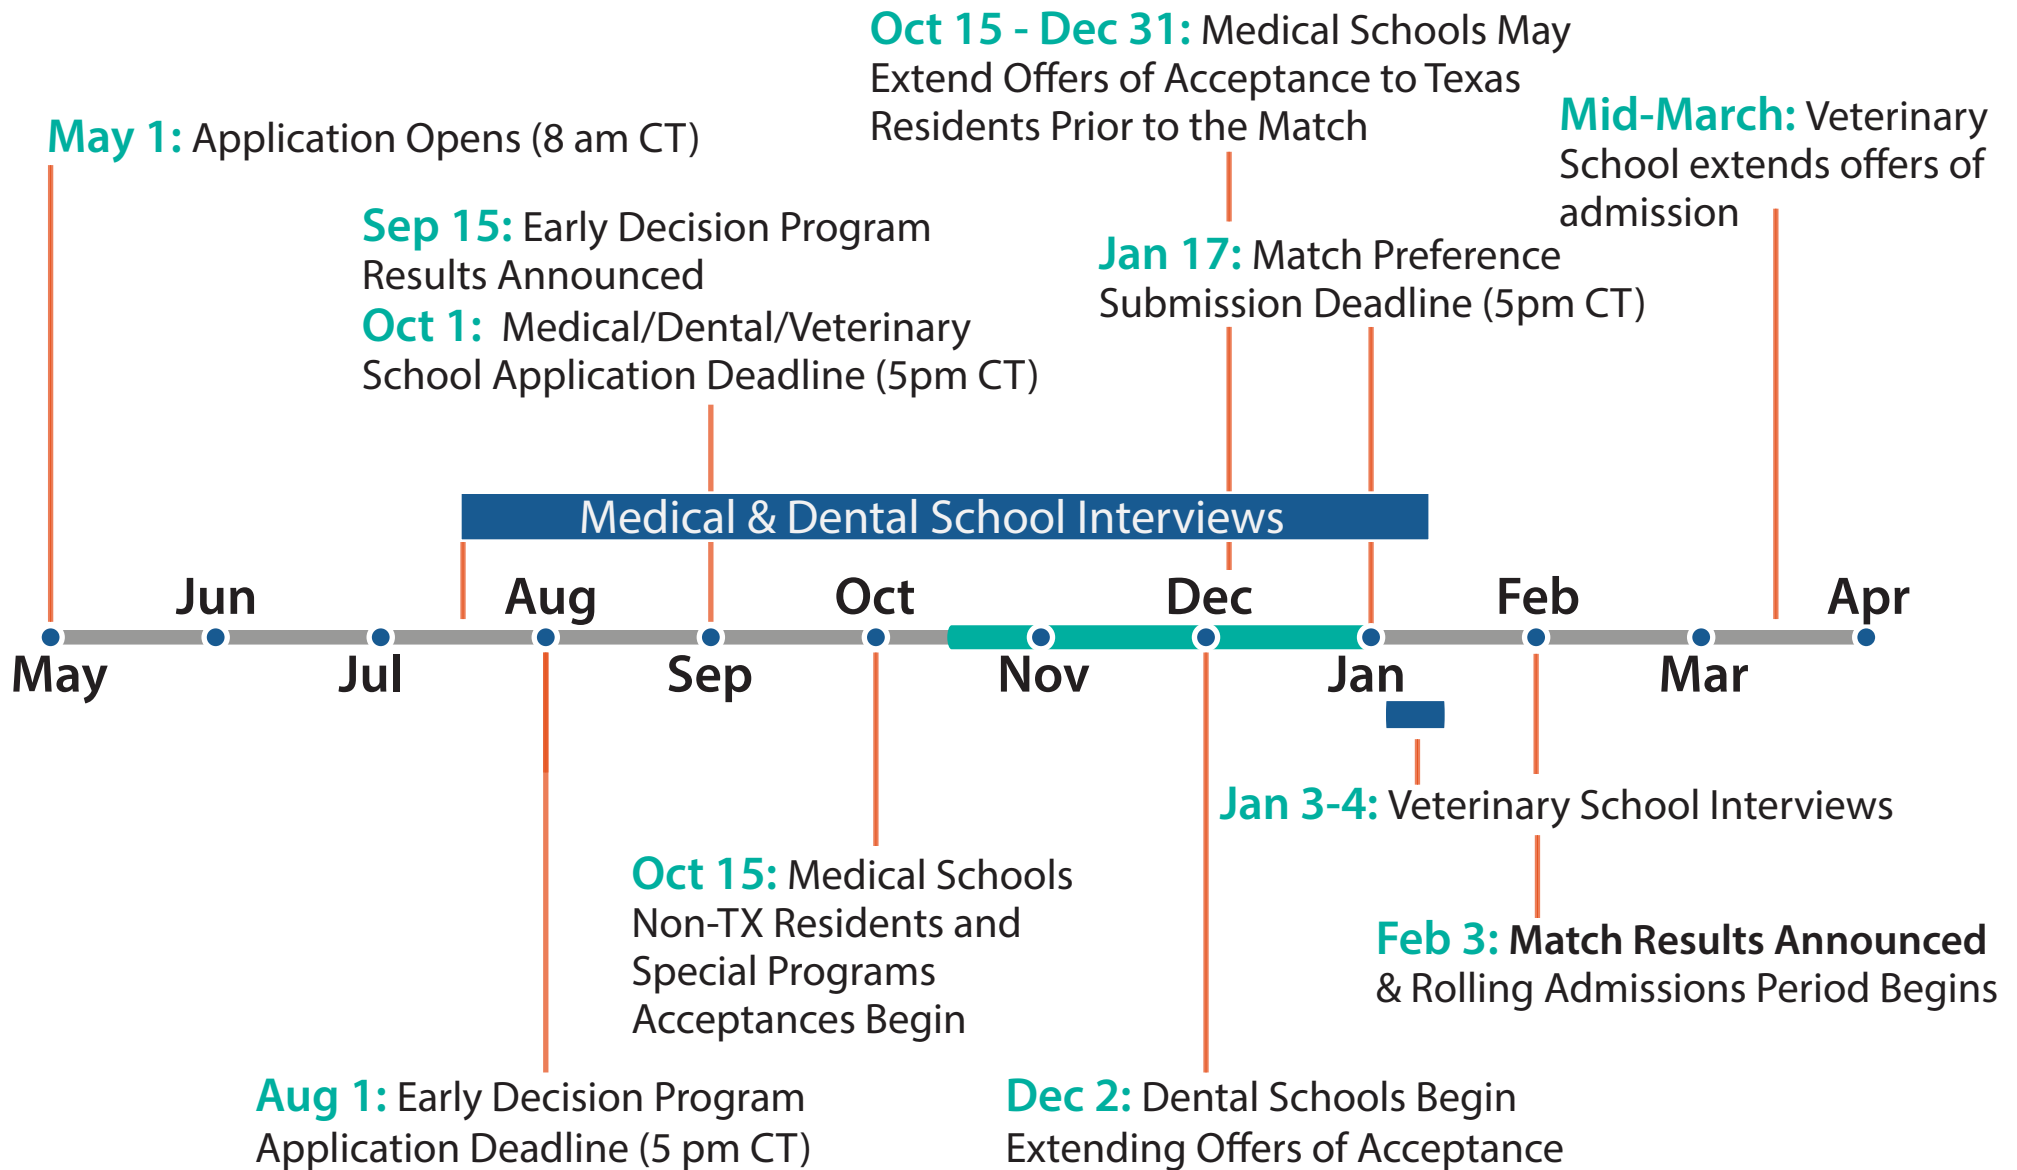 Oct 15 - Dec 31: Medical Schools May
Extend Offers of Acceptance to Texas
Residents Prior to the Match
May 1: Application Opens (8 am CT)
Mid-March: Veterinary
School extends offers of
admission
Sep 15: Early Decision Program
Results Announced
Oct 1: Medical/Dental/Veterinary
School Application Deadline (5pm CT)
Jan 17: Match Preference
Submission Deadline (5pm CT)
Medical & Dental School Interviews
Jun Aug Oct Dec Feb Apr
May Jul Sep Nov Jan Mar
Jan 3-4: Veterinary School Interviews
Oct 15: Medical Schools
Non-TX Residents and
Special Programs
Acceptances Begin
Feb 3: Match Results Announced
& Rolling Admissions Period Begins
Aug 1: Early Decision Program
Application Deadline (5 pm CT)
Dec 2: Dental Schools Begin
Extending Offers of Acceptance